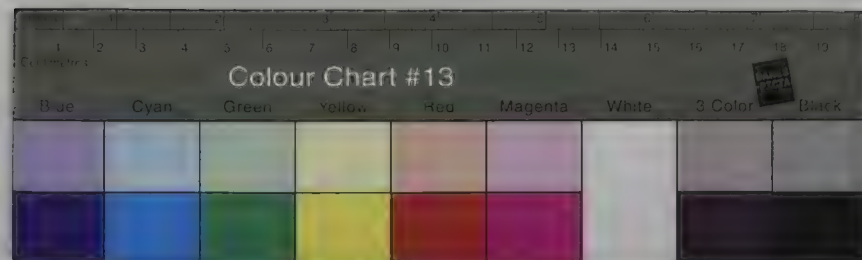 1 2 3 4 5 6 7 8 9 10 11 12 13 14 15 16 17 18 19
Centimetres
Colour Chart #13
Blue Cyan Green Yellow Red Magenta White 3 Color Black